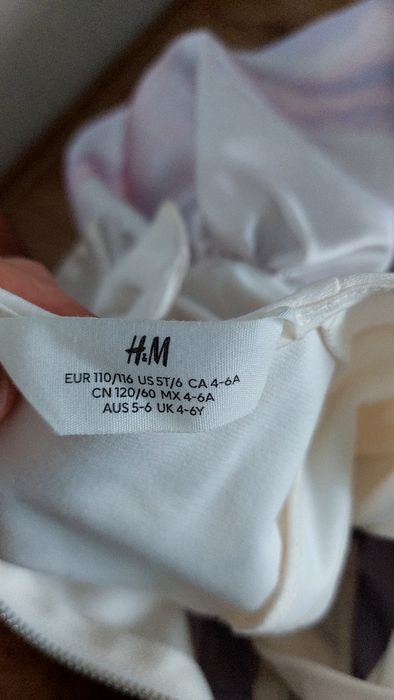 H&M
EUR 110/116 US 5T/6 CA 4-6A
CN 120/60 MX 4-6A
AUS 5-6 UK 4-6Y